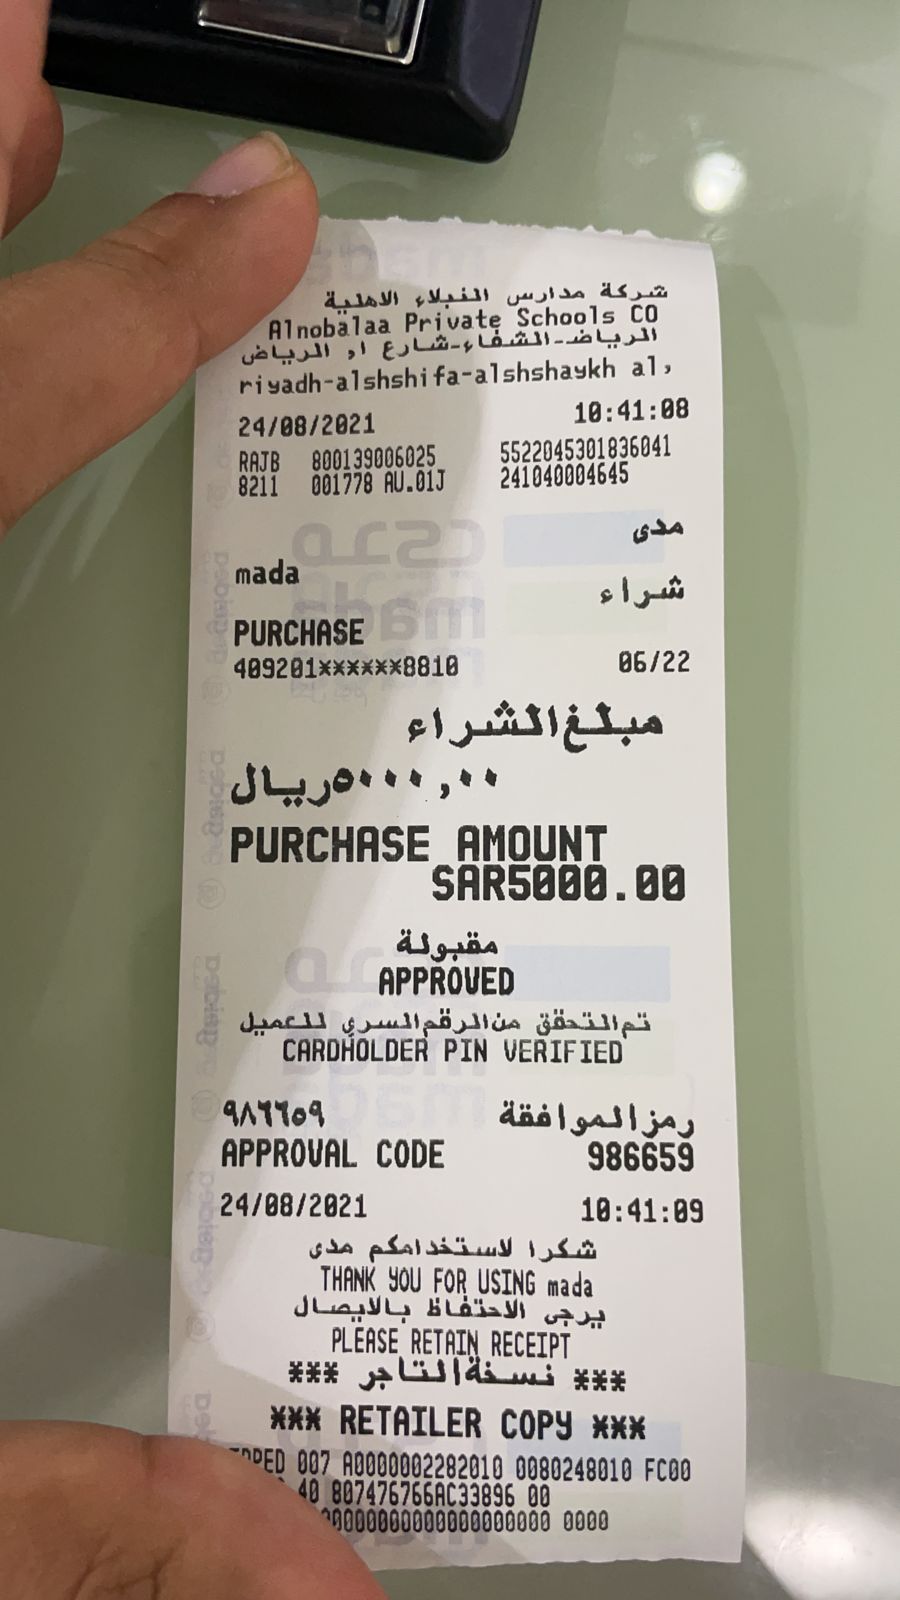 شركة مدارس النبلاء الاهلية
Alnobalaa Private Schools CO
الرياض-الشفاء-شارع ا, الرياض
riyadh-alshshifa-alshshaykh al,
24/08/2021 10:41:08
RAJB 800139006025 5522045301836041
8211 001778 AU.01J 241040004645
مدى
mada
شراء
PURCHASE
409201******8810 06/22
مبلغ الشراء
٥٠٠٠,٠٠ ريال
PURCHASE AMOUNT
SAR5000.00
مقبولة
APPROVED
تم التحقق من الرقم السري للعميل
CARDHOLDER PIN VERIFIED
رمز الموافقة ٩٨٦٦٥٩
APPROVAL CODE 986659
24/08/2021 10:41:09
شكرا لاستخدامكم مدى
THANK YOU FOR USING mada
يرجى الاحتفاظ بالايصال
PLEASE RETAIN RECEIPT
*** نسخة التاجر ***
*** RETAILER COPY ***
007 A0000002282010 0080248010 FC00
40 807476766AC33896 00
0000